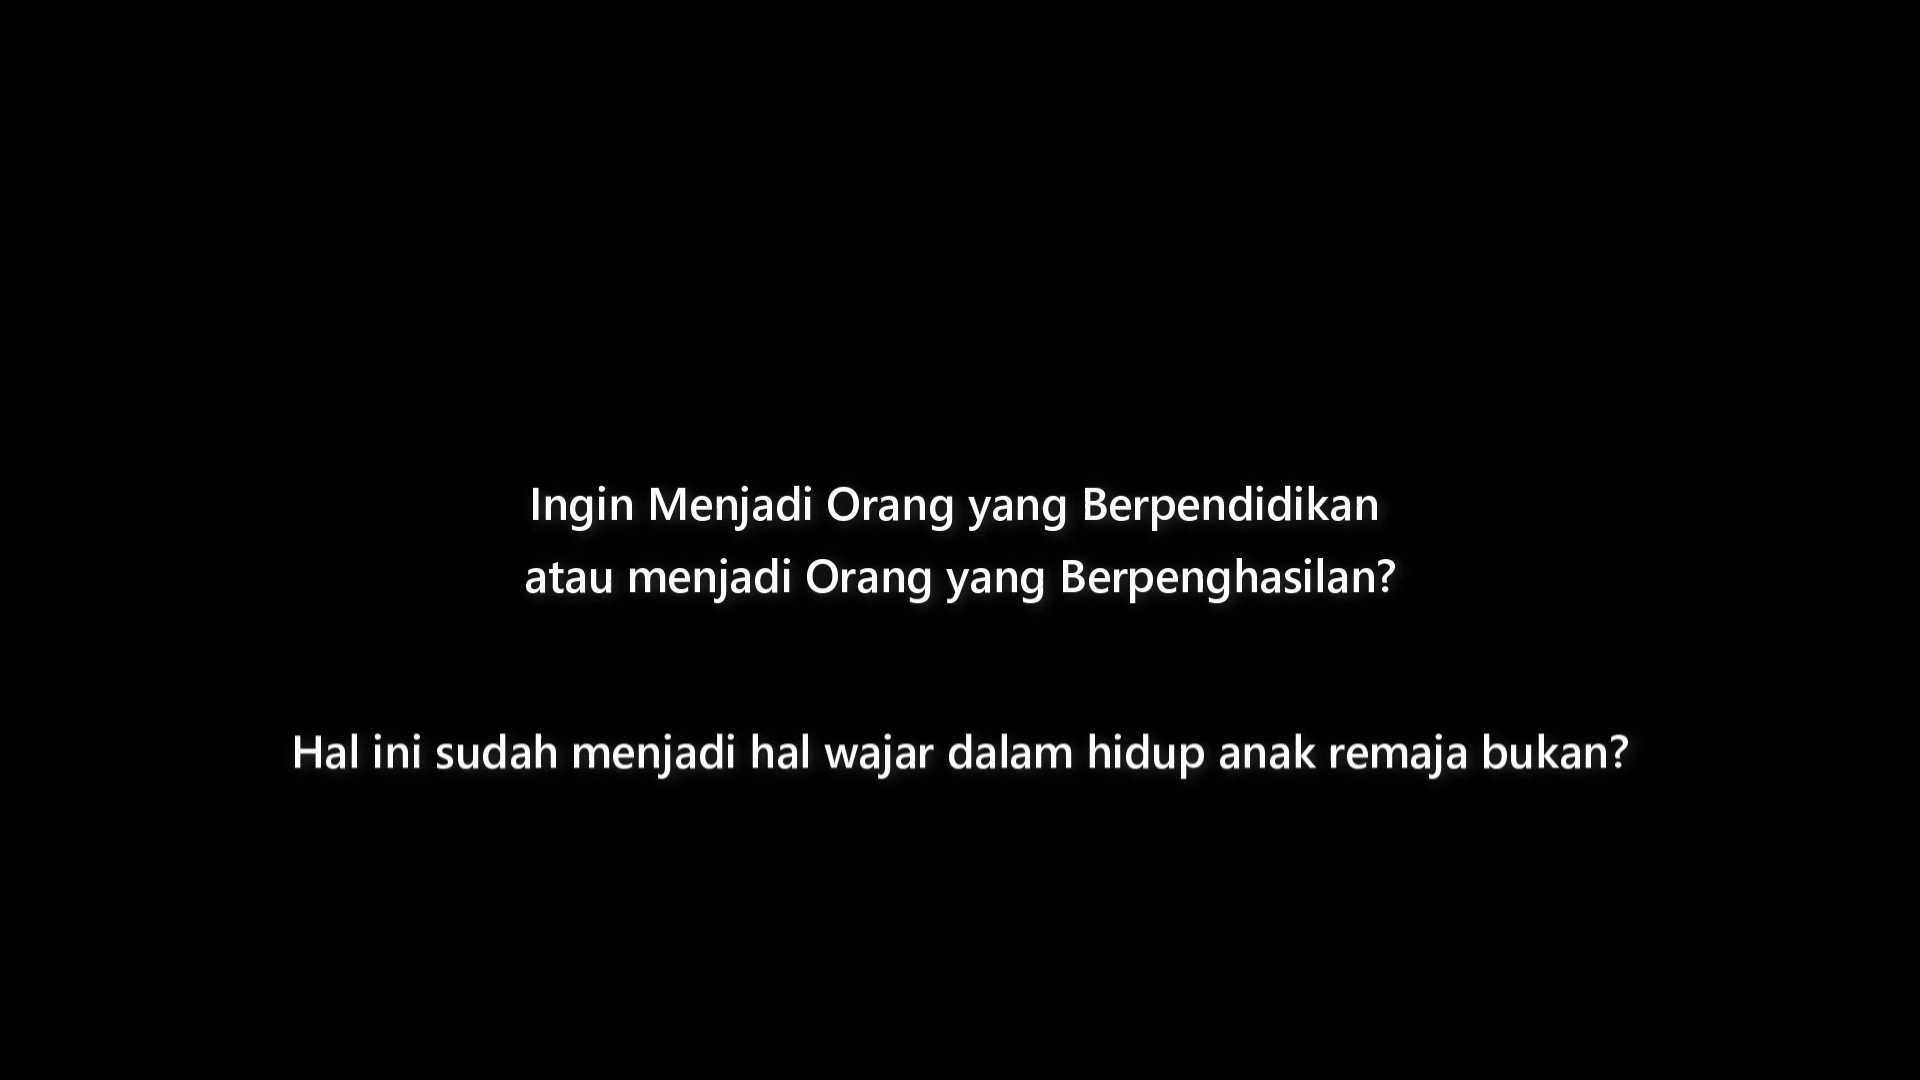 Ingin Menjadi Orang yang Berpendidikan
atau menjadi Orang yang Berpenghasilan?
Hal ini sudah menjadi hal wajar dalam hidup anak remaja bukan?